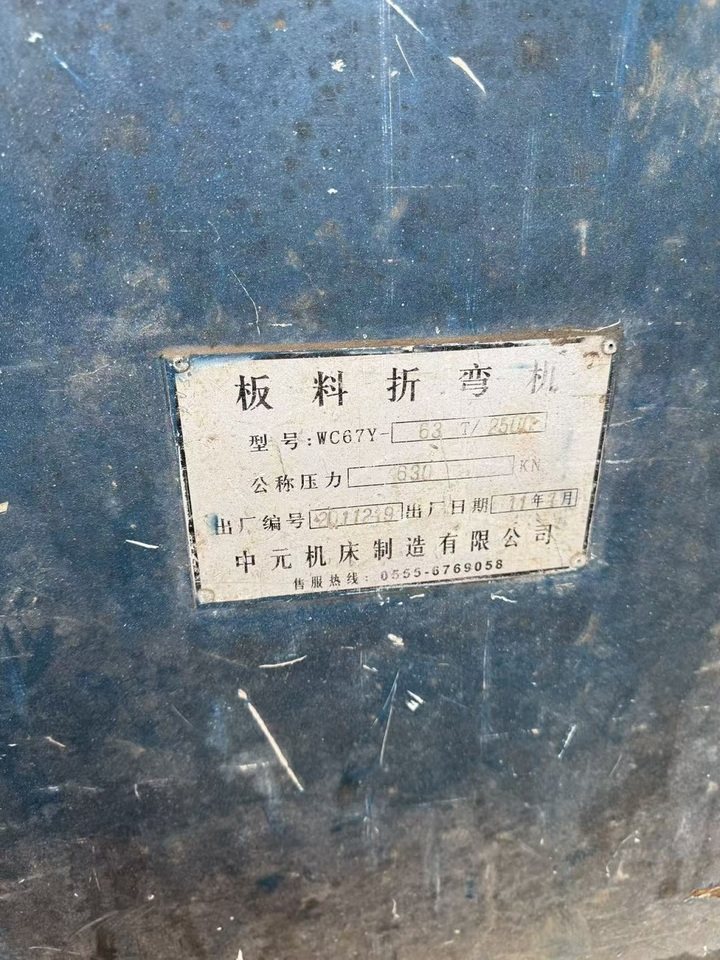 板料折弯机
型号:WC67Y-63 T/2500
公称压力 630 KN
出厂编号 出厂日期 11年7月
中元机床制造有限公司
售服热线: 0555-6769058